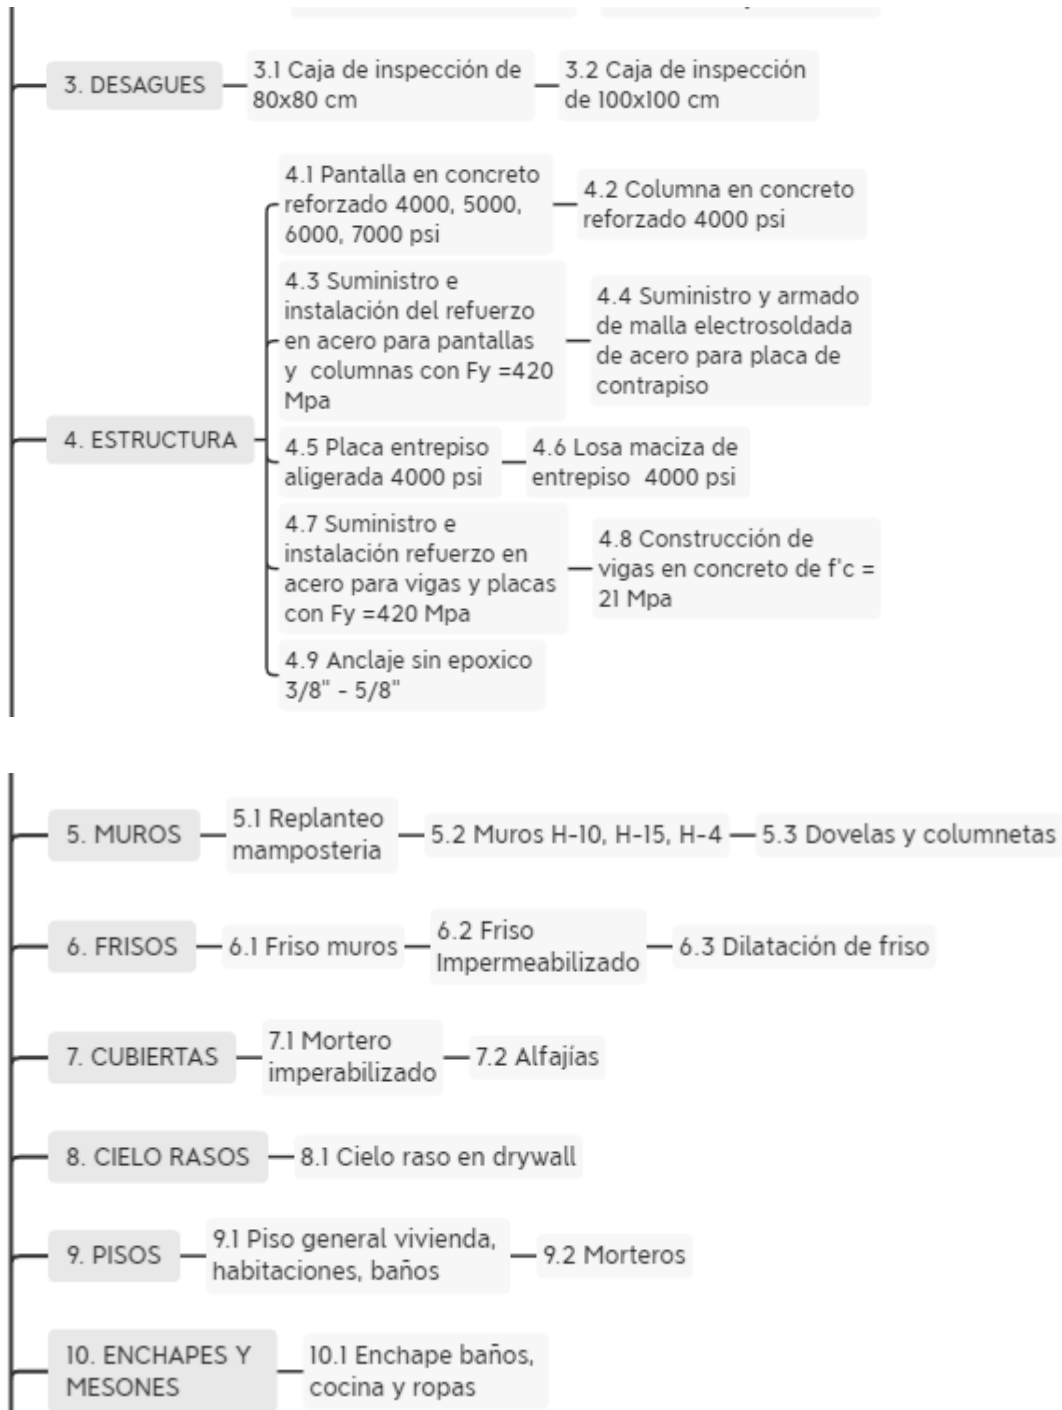 3. DESAGUES
3.1 Caja de inspección de
80x80 cm
3.2 Caja de inspección
de 100x100 cm
4. ESTRUCTURA
4.1 Pantalla en concreto
reforzado 4000, 5000,
6000, 7000 psi
4.2 Columna en concreto
reforzado 4000 psi
4.3 Suministro e
instalación del refuerzo
en acero para pantallas
y  columnas con Fy =420
Mpa
4.4 Suministro y armado
de malla electrosoldada
de acero para placa de
contrapiso
4.5 Placa entrepiso
aligerada 4000 psi
4.6 Losa maciza de
entrepiso  4000 psi
4.7 Suministro e
instalación refuerzo en
acero para vigas y placas
con Fy =420 Mpa
4.8 Construcción de
vigas en concreto de f'c =
21 Mpa
4.9 Anclaje sin epoxico
3/8" - 5/8"
5. MUROS
5.1 Replanteo
mamposteria
5.2 Muros H-10, H-15, H-4
5.3 Dovelas y columnetas
6. FRISOS
6.1 Friso muros
6.2 Friso
Impermeabilizado
6.3 Dilatación de friso
7. CUBIERTAS
7.1 Mortero
imperabilizado
7.2 Alfajías
8. CIELO RASOS
8.1 Cielo raso en drywall
9. PISOS
9.1 Piso general vivienda,
habitaciones, baños
9.2 Morteros
10. ENCHAPES Y
MESONES
10.1 Enchape baños,
cocina y ropas